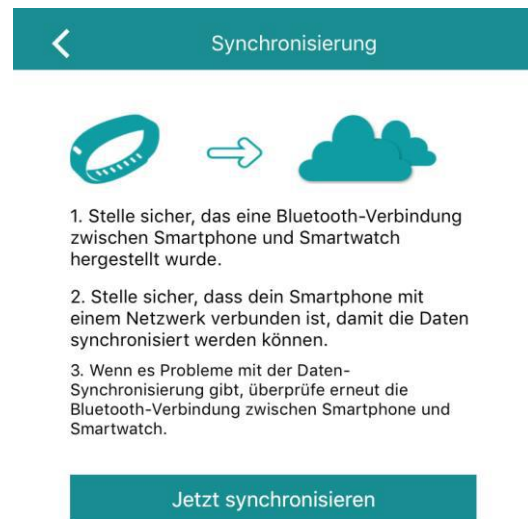 Synchronisierung
1. Stelle sicher, das eine Bluetooth-Verbindung
zwischen Smartphone und Smartwatch
hergestellt wurde.
2. Stelle sicher, dass dein Smartphone mit
einem Netzwerk verbunden ist, damit die Daten
synchronisiert werden können.
3. Wenn es Probleme mit der Daten-
Synchronisierung gibt, überprüfe erneut die
Bluetooth-Verbindung zwischen Smartphone und
Smartwatch.
Jetzt synchronisieren